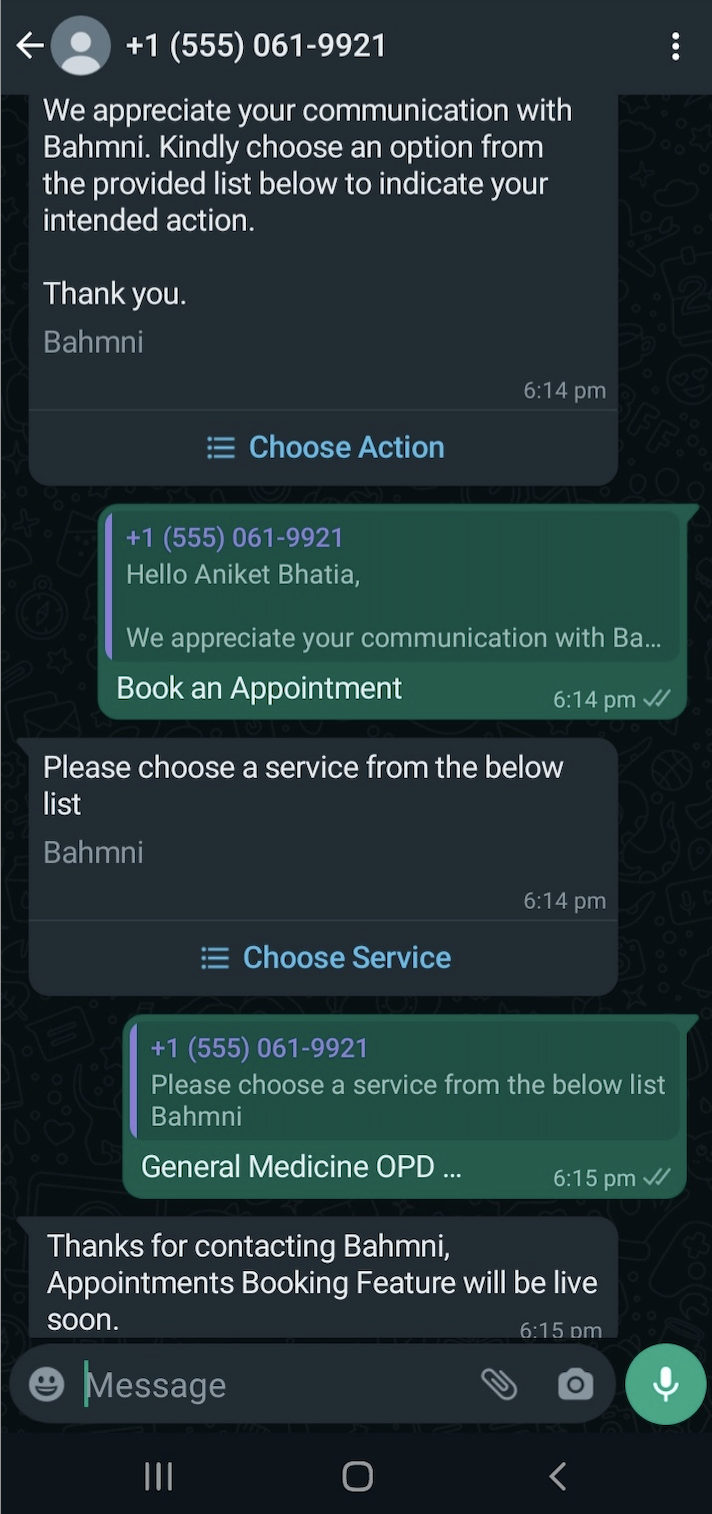 +1 (555) 061-9921
We appreciate your communication with
Bahmni. Kindly choose an option from
the provided list below to indicate your
intended action.
Thank you.
Bahmni
6:14 pm
Choose Action
+1 (555) 061-9921
Hello Aniket Bhatia,
We appreciate your communication with Ba...
Book an Appointment
6:14 pm
Please choose a service from the below
list
Bahmni
6:14 pm
Choose Service
+1 (555) 061-9921
Please choose a service from the below list
Bahmni
General Medicine OPD ...
6:15 pm
Thanks for contacting Bahmni,
Appointments Booking Feature will be live
soon.
6:15 pm
Message